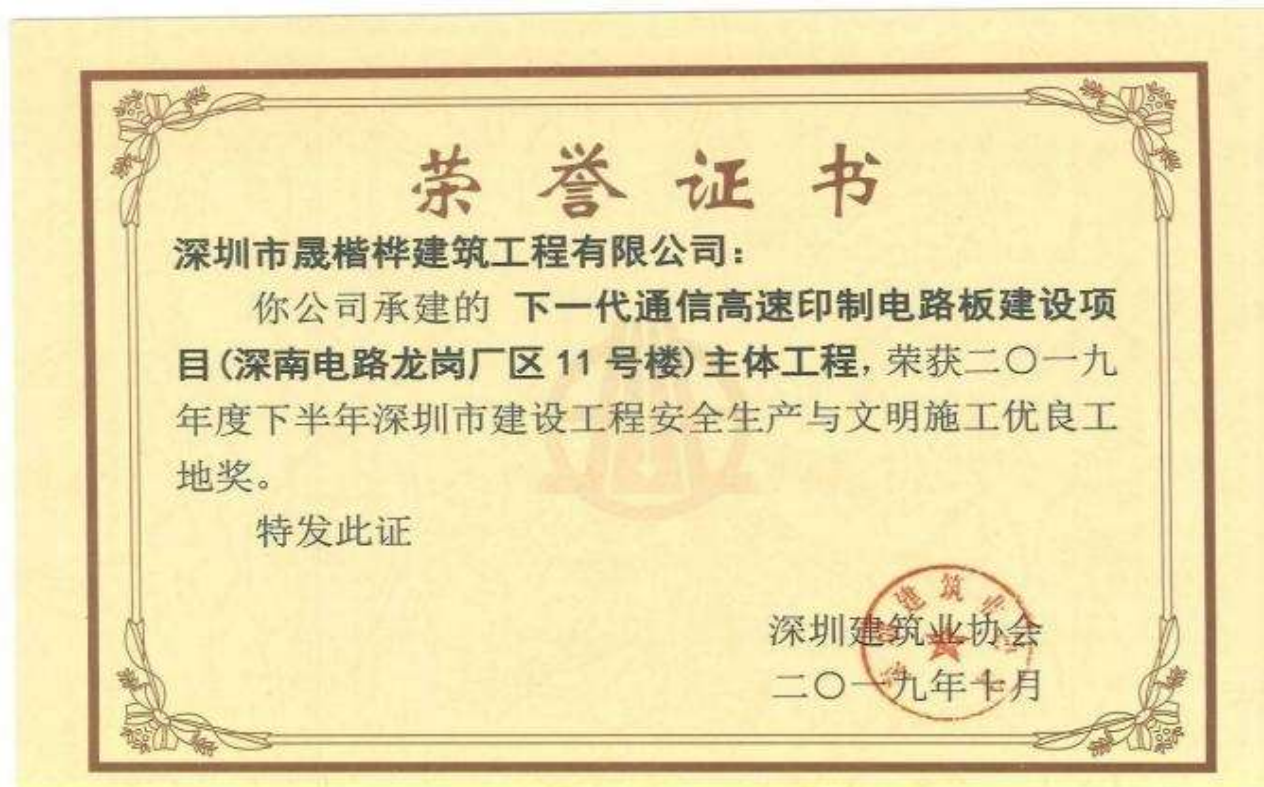 荣誉证书
深圳市晟楷桦建筑工程有限公司：
你公司承建的 下一代通信高速印制电路板建设项
目(深南电路龙岗厂区 11 号楼)主体工程，荣获二〇一九
年度下半年深圳市建设工程安全生产与文明施工优良工
地奖。
特发此证
深圳建筑业协会
二〇一九年十月